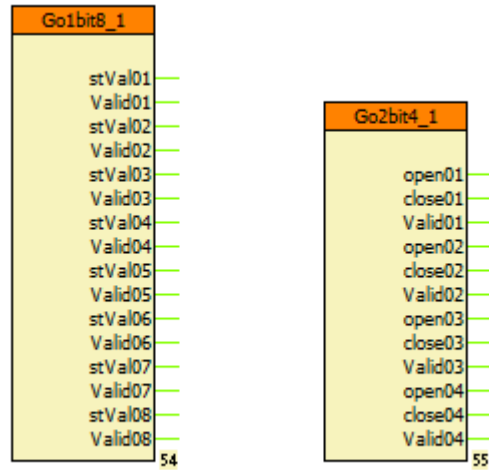 Go1bit8_1
stVal01
Valid01
stVal02
Valid02
stVal03
Valid03
stVal04
Valid04
stVal05
Valid05
stVal06
Valid06
stVal07
Valid07
stVal08
Valid08
54
Go2bit4_1
open01
close01
Valid01
open02
close02
Valid02
open03
close03
Valid03
open04
close04
Valid04
55